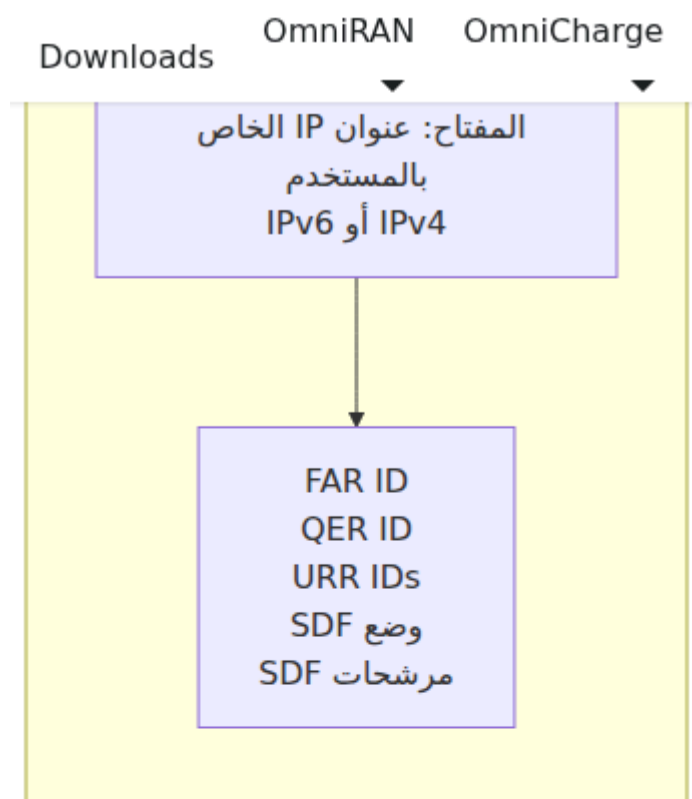 Downloads
OmniRAN
OmniCharge
المفتاح: عنوان IP الخاص
بالمستخدم
IPv4 أو IPv6
FAR ID
QER ID
URR IDs
وضع SDF
مرشحات SDF